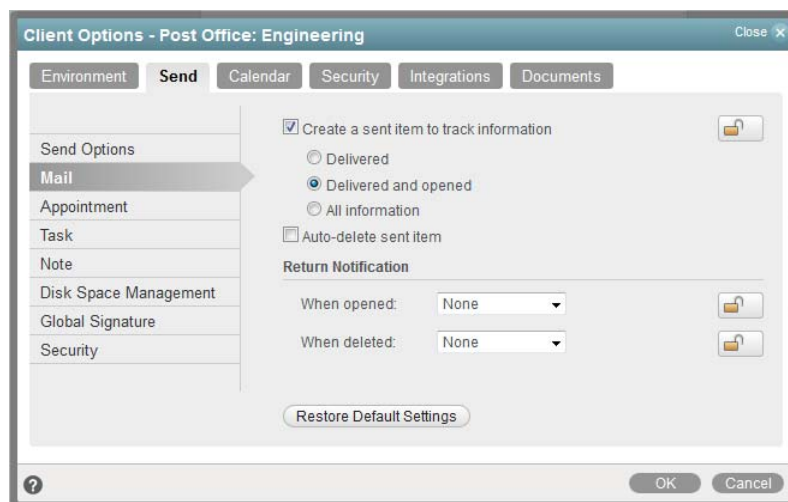 Client Options - Post Office: Engineering
Close x
Environment Send Calendar Security Integrations Documents
Send Options
Mail
Appointment
Task
Note
Disk Space Management
Global Signature
Security
Create a sent item to track information
Delivered
Delivered and opened
All information
Auto-delete sent item
Return Notification
When opened: None
When deleted: None
Restore Default Settings
?
OK Cancel